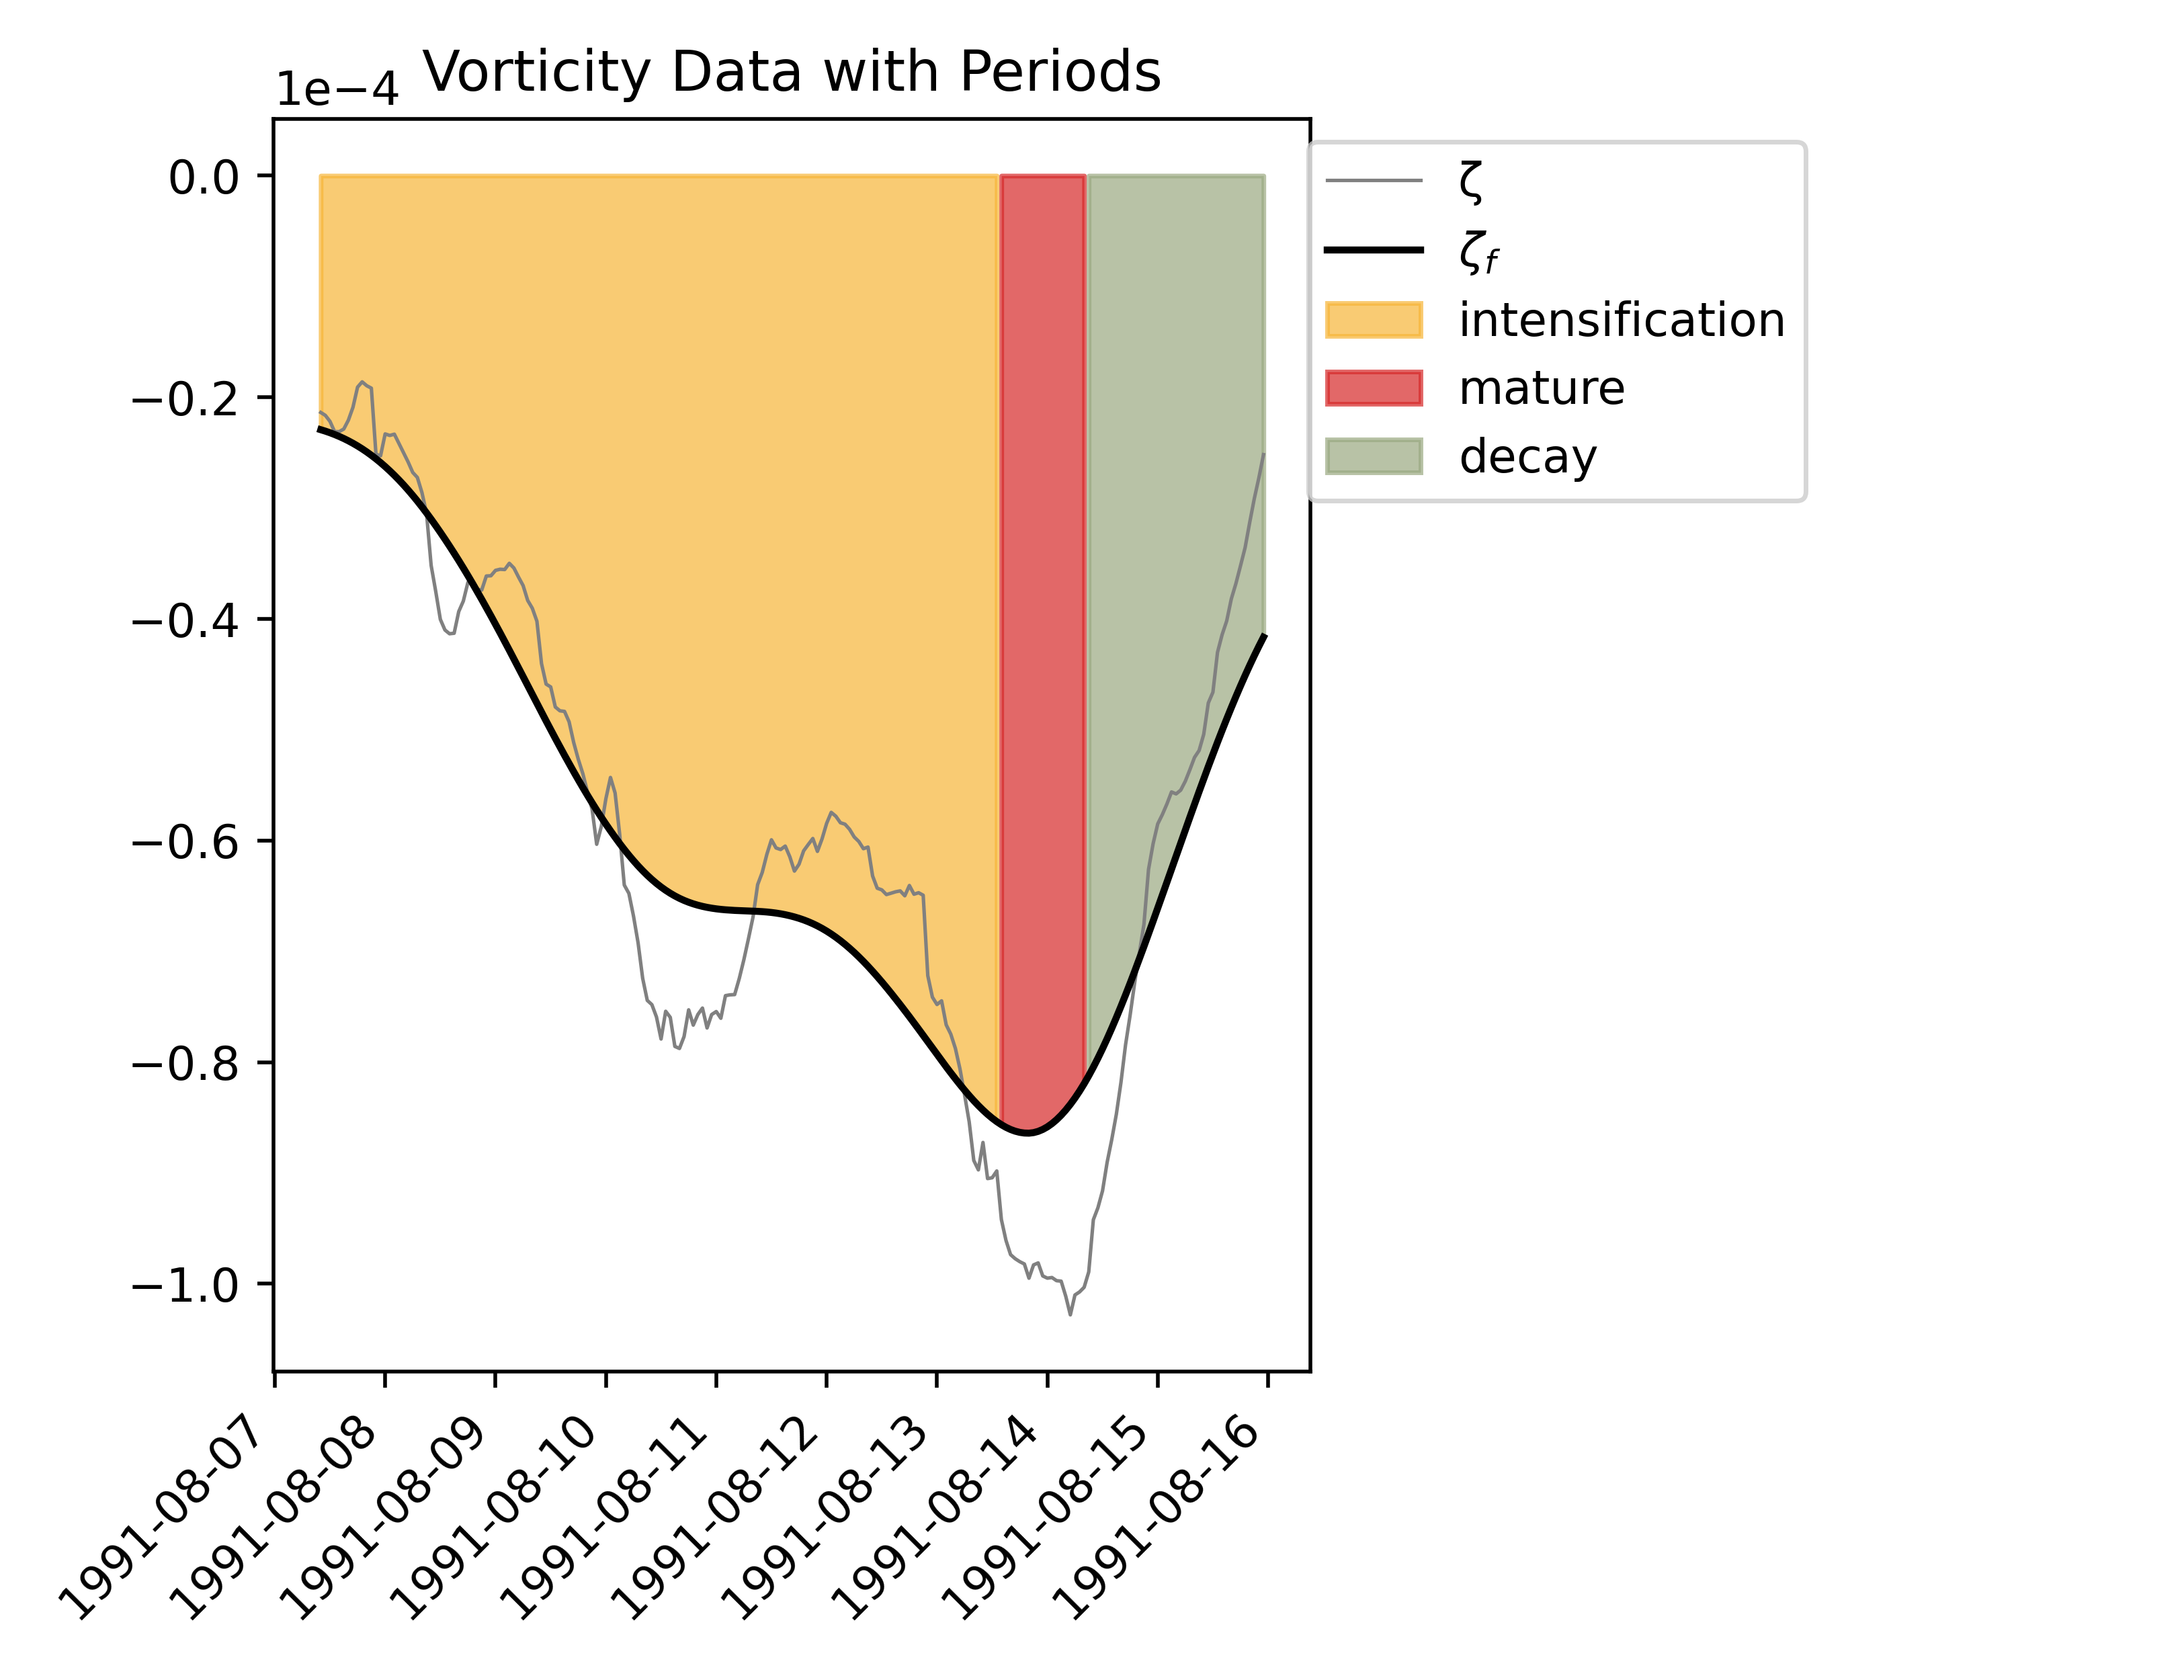 Vorticity Data with Periods
1e−4
0.0
−0.2
−0.4
−0.6
−0.8
−1.0
ζ
ζf
intensification
mature
decay
1991-08-07
1991-08-08
1991-08-09
1991-08-10
1991-08-11
1991-08-12
1991-08-13
1991-08-14
1991-08-15
1991-08-16